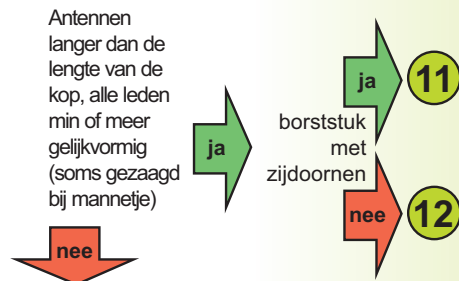 Antennen
langer dan de
lengte van de
kop, alle leden
min of meer
gelijkvormig
(soms gezaagd
bij mannetje)
nee
ja
borststuk
met
zijdoornen
ja
11
nee
12